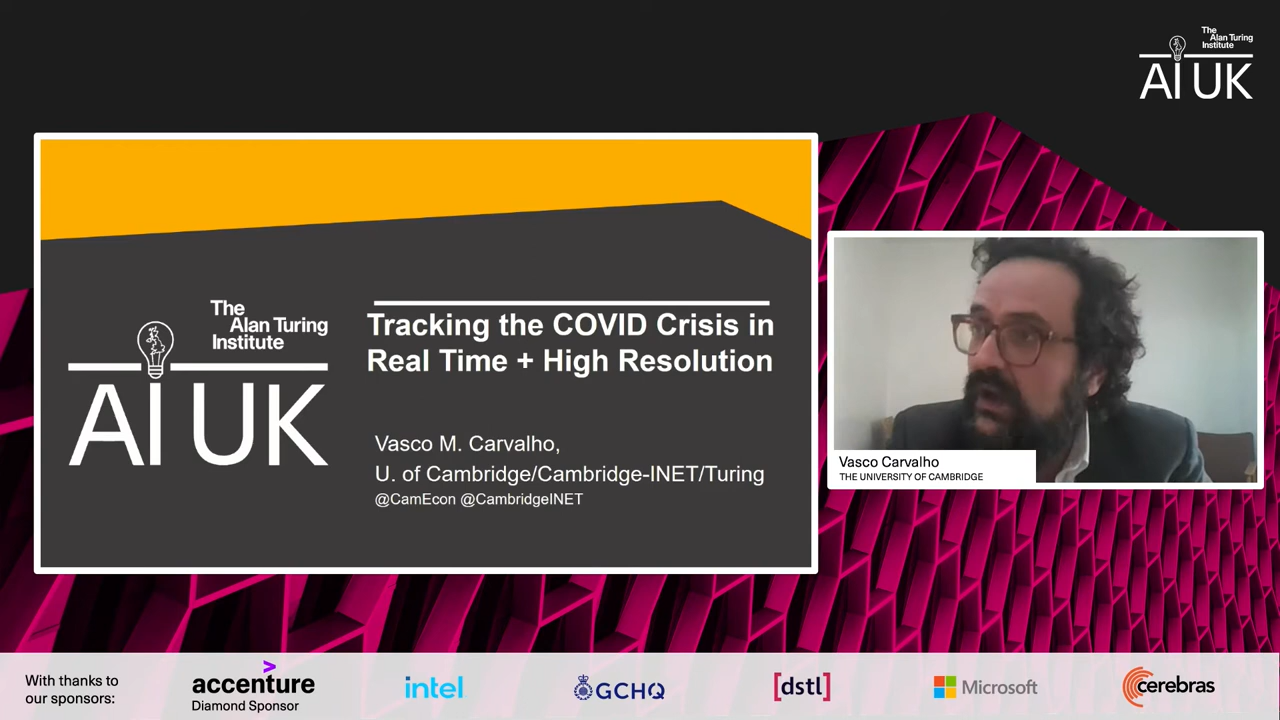 The
Alan Turing
Institute
AI UK
The
Alan Turing
Institute
AI UK
Tracking the COVID Crisis in
Real Time + High Resolution
Vasco M. Carvalho,
U. of Cambridge/Cambridge-INET/Turing
@CamEcon @CambridgeINET
Vasco Carvalho
THE UNIVERSITY OF CAMBRIDGE
With thanks to
our sponsors:
accenture
Diamond Sponsor
intel
GCHQ
[dstl]
Microsoft
cerebras